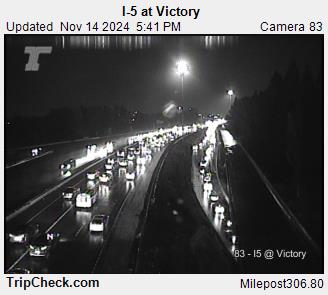 I-5 at Victory
Updated Nov 14 2024 5:41 PM Camera 83
T
N
83 - I5 @ Victory
TripCheck.com Milepost306.80